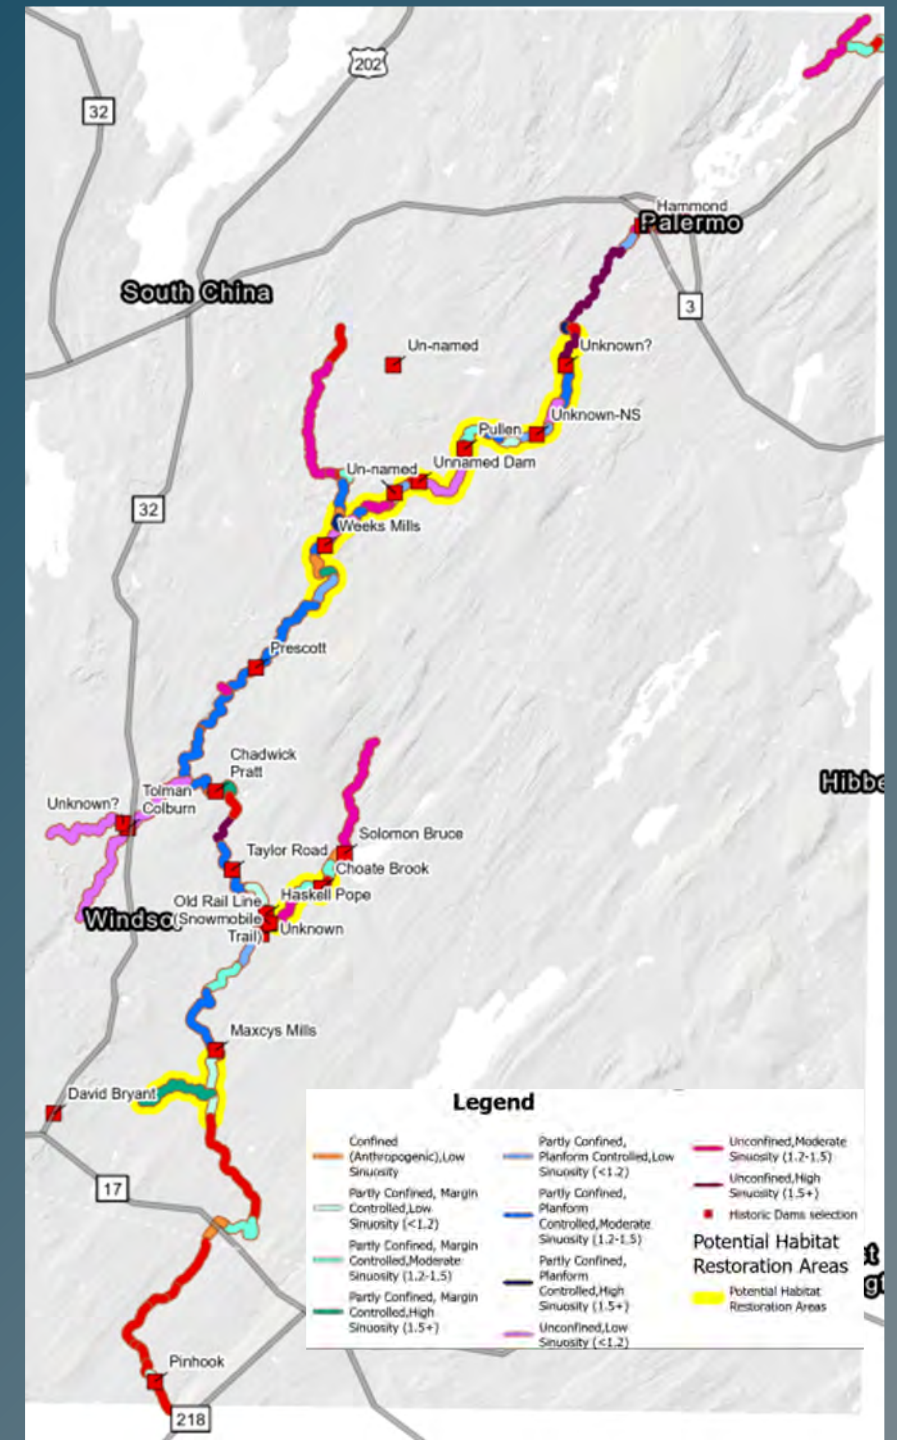 202
32
Hammond
Palermo
South China
3
Un-named
Unknown?
Unknown-NS
Pullen
Un-named
Unnamed Dam
32
Weeks Mills
Prescott
Chadwick
Pratt
Tolman
Colburn
Unknown?
Hibbe
Solomon Bruce
Taylor Road
Choate Brook
Haskell Pope
Old Rail Line
(Snowmobile
Trail)
Windso
Unknown
Maxcys Mills
David Bryant
17
Pinhook
218
Legend
Confined
(Anthropogenic),Low
Sinuosity
Partly Confined, Margin
Controlled,Low
Sinuosity (<1.2)
Partly Confined, Margin
Controlled,Moderate
Sinuosity (1.2-1.5)
Partly Confined, Margin
Controlled,High
Sinuosity (1.5+)
Partly Confined,
Planform Controlled,Low
Sinuosity (<1.2)
Partly Confined,
Planform
Controlled,Moderate
Sinuosity (1.2-1.5)
Partly Confined,
Planform
Controlled,High
Sinuosity (1.5+)
Unconfined,Low
Sinuosity (<1.2)
Unconfined,Moderate
Sinuosity (1.2-1.5)
Unconfined,High
Sinuosity (1.5+)
Historic Dams selection
Potential Habitat
Restoration Areas
Potential Habitat
Restoration Areas